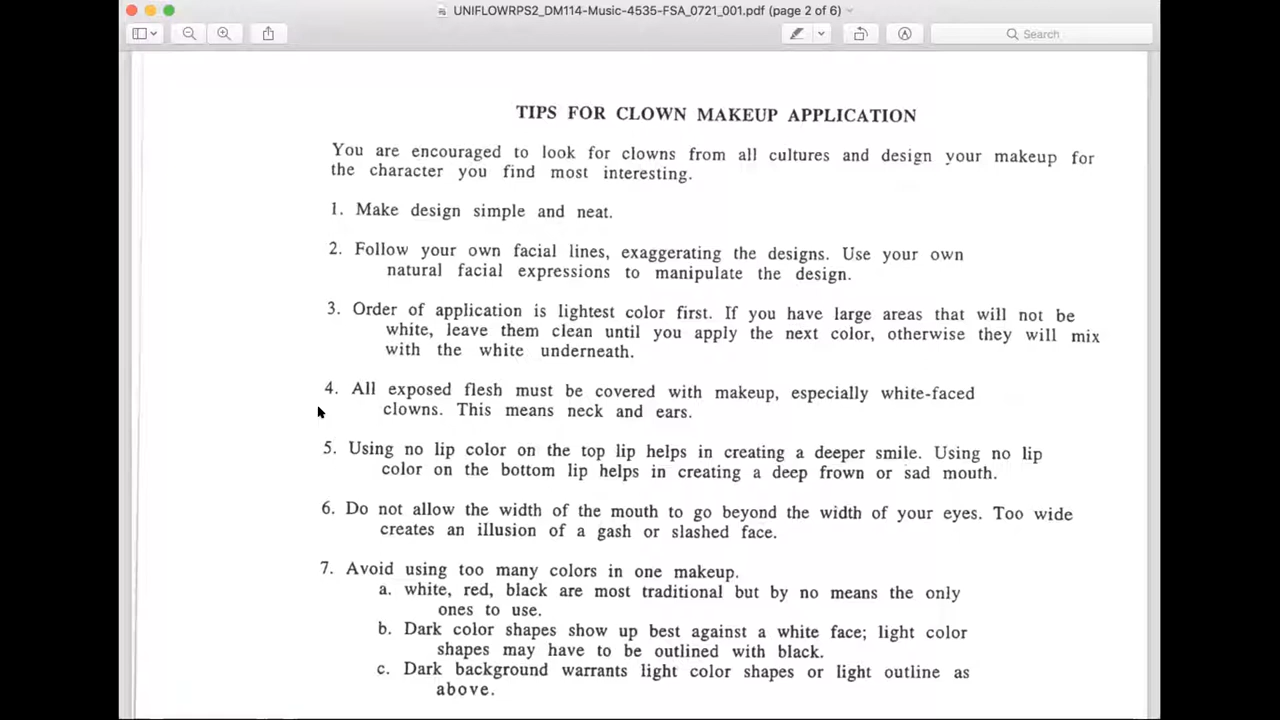 UNIFLOWRPS2_DM114-Music-4535-FSA_0721_001.pdf (page 2 of 6)
Search
TIPS FOR CLOWN MAKEUP APPLICATION
You are encouraged to look for clowns from all cultures and design your makeup for
the character you find most interesting.
1. Make design simple and neat.
2. Follow your own facial lines, exaggerating the designs. Use your own
natural facial expressions to manipulate the design.
3. Order of application is lightest color first. If you have large areas that will not be
white, leave them clean until you apply the next color, otherwise they will mix
with the white underneath.
4. All exposed flesh must be covered with makeup, especially white-faced
clowns. This means neck and ears.
5. Using no lip color on the top lip helps in creating a deeper smile. Using no lip
color on the bottom lip helps in creating a deep frown or sad mouth.
6. Do not allow the width of the mouth to go beyond the width of your eyes. Too wide
creates an illusion of a gash or slashed face.
7. Avoid using too many colors in one makeup.
a. white, red, black are most traditional but by no means the only
ones to use.
b. Dark color shapes show up best against a white face; light color
shapes may have to be outlined with black.
c. Dark background warrants light color shapes or light outline as
above.